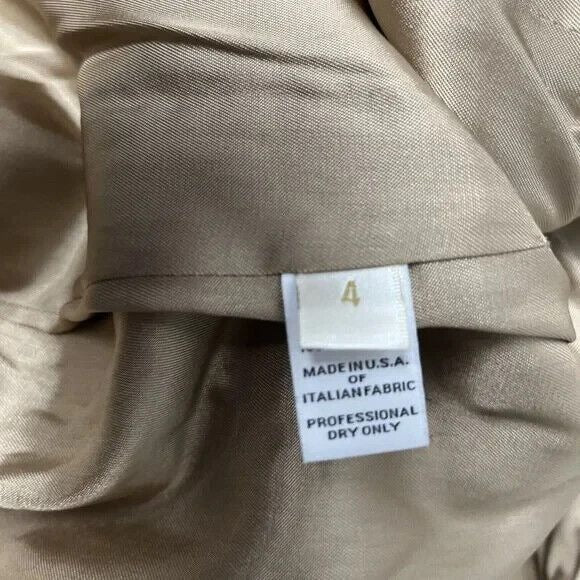 4
MADE IN U.S.A.
OF
ITALIAN FABRIC
PROFESSIONAL
DRY ONLY